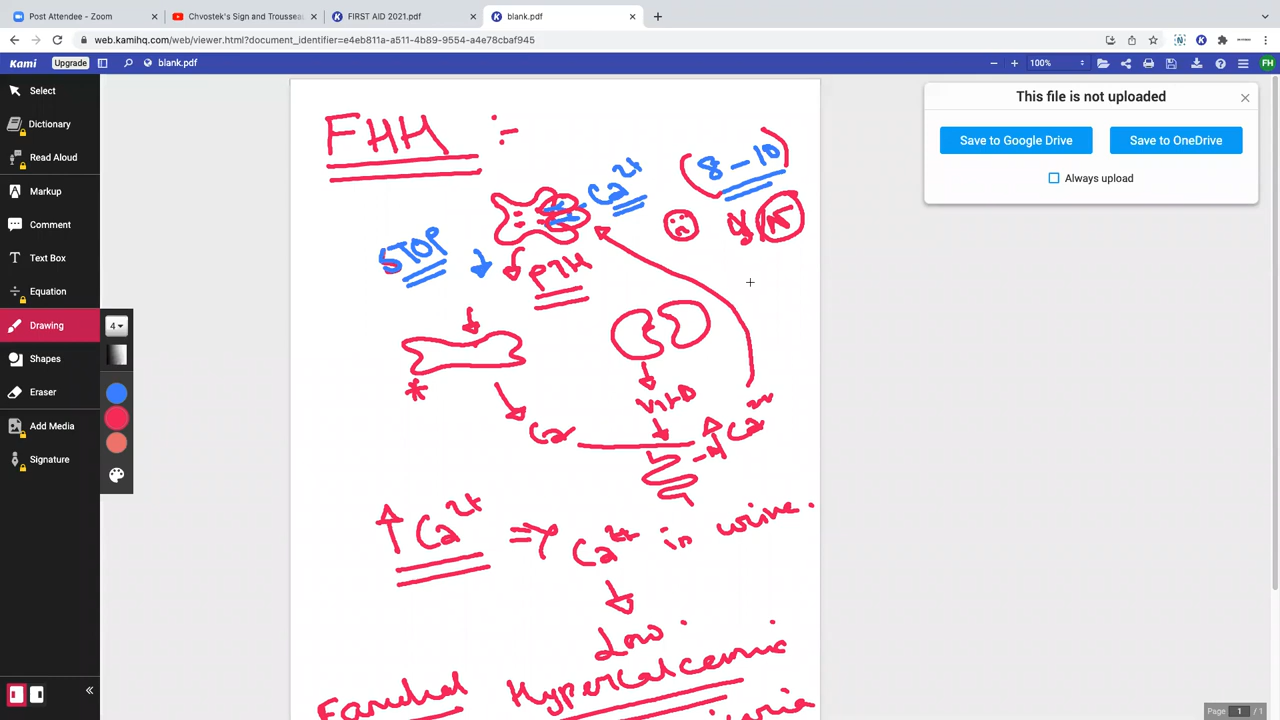 Post Attendee - Zoom
Chvostek's Sign and Trousseau
FIRST AID 2021.pdf
blank.pdf
web.kamihq.com/web/viewer.html?document_identifier=e4eb811a-a511-4b89-9554-a4e78cbaf945
Kami
Upgrade
blank.pdf
100%
FH
Select
Dictionary
Read Aloud
Markup
Comment
Text Box
Equation
Drawing
4
Shapes
Eraser
Add Media
Signature
This file is not uploaded
Save to Google Drive
Save to OneDrive
Always upload
FHH :-
(8-10)
Ca2+
STOP
PTH
Vit D
Ca
Ca2+
↑ Ca2+ => Ca2+ in urine.
Low
Familial Hypercalcemic
Page 1 / 1